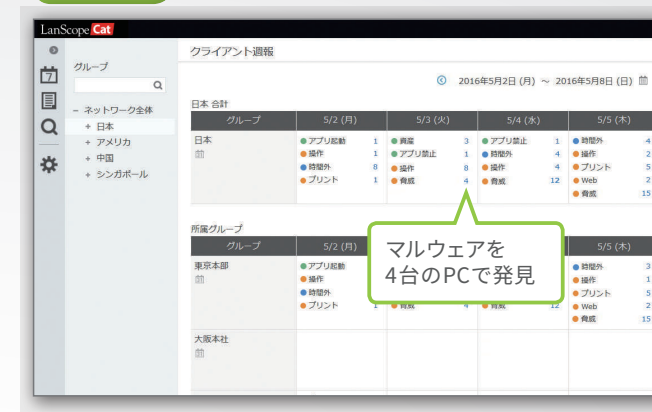 LanScope Cat
クライアント週報
グループ
2016年5月2日 (月) ～ 2016年5月8日 (日)
7
− ネットワーク全体
+ 日本
+ アメリカ
+ 中国
+ シンガポール
日本 合計
グループ 5/2 (月) 5/3 (火) 5/4 (水) 5/5 (木)
日本 アプリ起動 1 資産 3 アプリ禁止 1 時間外 4
操作 1 アプリ禁止 1 時間外 4 操作 2
時間外 8 操作 8 操作 4 プリント 5
プリント 1 脅威 4 脅威 12 Web 2
脅威 15
所属グループ
グループ 5/2 (月) 5/5 (木)
マルウェアを
4台のPCで発見
東京本部 アプリ起動 時間外 3
操作 操作 1
時間外 プリント 5
プリント 1 脅威 4 脅威 12 Web 2
脅威 15
大阪本社